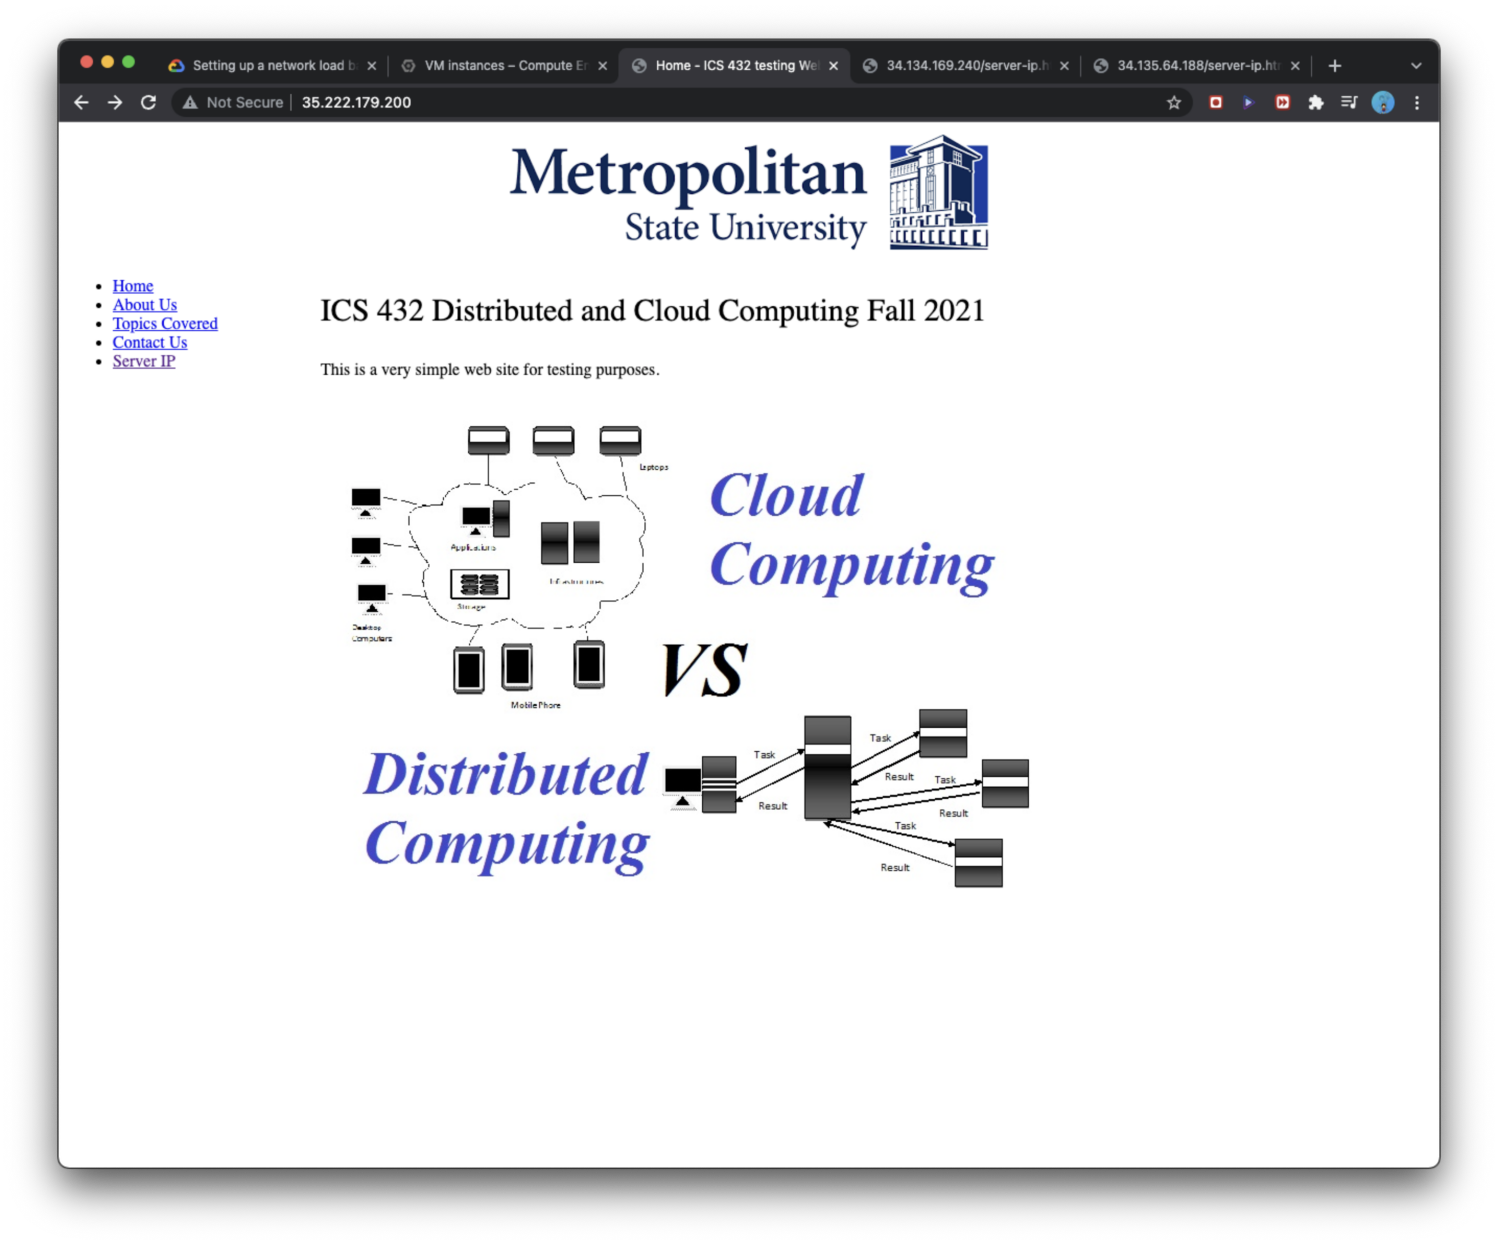 Setting up a network load b
VM instances – Compute En
Home - ICS 432 testing We
34.134.169.240/server-ip.h
34.135.64.188/server-ip.ht
Not Secure
35.222.179.200
Metropolitan
State University
Home
About Us
Topics Covered
Contact Us
Server IP
ICS 432 Distributed and Cloud Computing Fall 2021
This is a very simple web site for testing purposes.
Laptops
Cloud
Computing
Applications
Infrastructures
Storage
Desktop
Computers
Mobile Phone
VS
Distributed
Computing
Task
Result
Task
Result
Task
Result
Task
Result